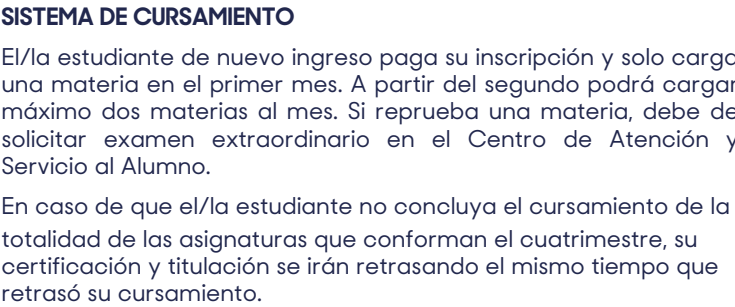 SISTEMA DE CURSAMIENTO
El/la estudiante de nuevo ingreso paga su inscripción y solo carga
una materia en el primer mes. A partir del segundo podrá cargar
máximo dos materias al mes. Si reprueba una materia, debe de
solicitar examen extraordinario en el Centro de Atención y
Servicio al Alumno.
En caso de que el/la estudiante no concluya el cursamiento de la
totalidad de las asignaturas que conforman el cuatrimestre, su
certificación y titulación se irán retrasando el mismo tiempo que
retrasó su cursamiento.